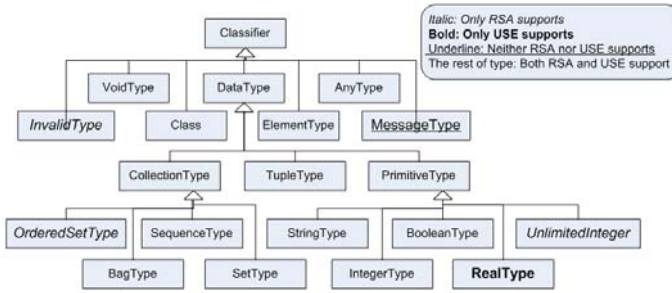 Classifier
Italic: Only RSA supports
Bold: Only USE supports
Underline: Neither RSA nor USE supports
The rest of type: Both RSA and USE support
VoidType
DataType
AnyType
InvalidType
Class
ElementType
MessageType
CollectionType
TupleType
PrimitiveType
OrderedSetType
SequenceType
StringType
BooleanType
UnlimitedInteger
BagType
SetType
IntegerType
RealType